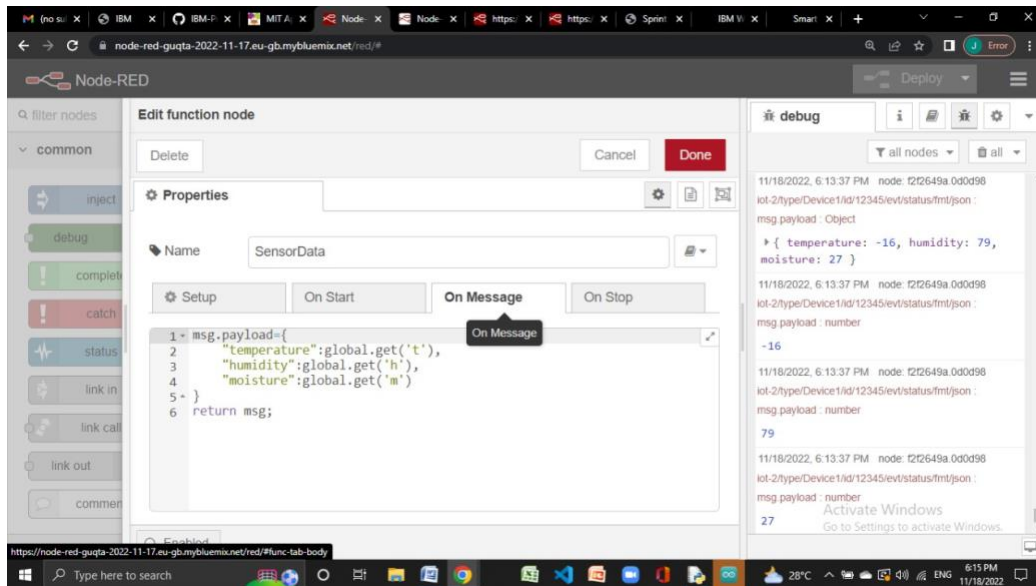 (no sui
IBM
IBM-P
MIT A
Node-
Node
https:/
https:/
Sprint
IBM W
Smart
node-red-guqta-2022-11-17.eu-gb.mybluemix.net/red/#
J
Error
Node-RED
Deploy
filter nodes
common
inject
debug
complete
catch
status
link in
link call
link out
commen
Edit function node
Delete
Cancel
Done
Properties
Name
SensorData
Setup
On Start
On Message
On Stop
On Message
1 msg.payload={
2 "temperature":global.get('t'),
3 "humidity":global.get('h'),
4 "moisture":global.get('m')
5 }
6 return msg;
Enabled
debug
all nodes
all
11/18/2022, 6:13:37 PM node: f2f2649a.0d0d98
iot-2/type/Device1/id/12345/evt/status/fmt/json :
msg.payload : Object
{ temperature: -16, humidity: 79,
moisture: 27 }
11/18/2022, 6:13:37 PM node: f2f2649a.0d0d98
iot-2/type/Device1/id/12345/evt/status/fmt/json :
msg.payload : number
-16
11/18/2022, 6:13:37 PM node: f2f2649a.0d0d98
iot-2/type/Device1/id/12345/evt/status/fmt/json :
msg.payload : number
79
11/18/2022, 6:13:37 PM node: f2f2649a.0d0d98
iot-2/type/Device1/id/12345/evt/status/fmt/json :
msg.payload : number
27
Activate Windows
Go to Settings to activate Windows.
https://node-red-guqta-2022-11-17.eu-gb.mybluemix.net/red/#func-tab-body
Type here to search
28°C
ENG
6:15 PM
11/18/2022